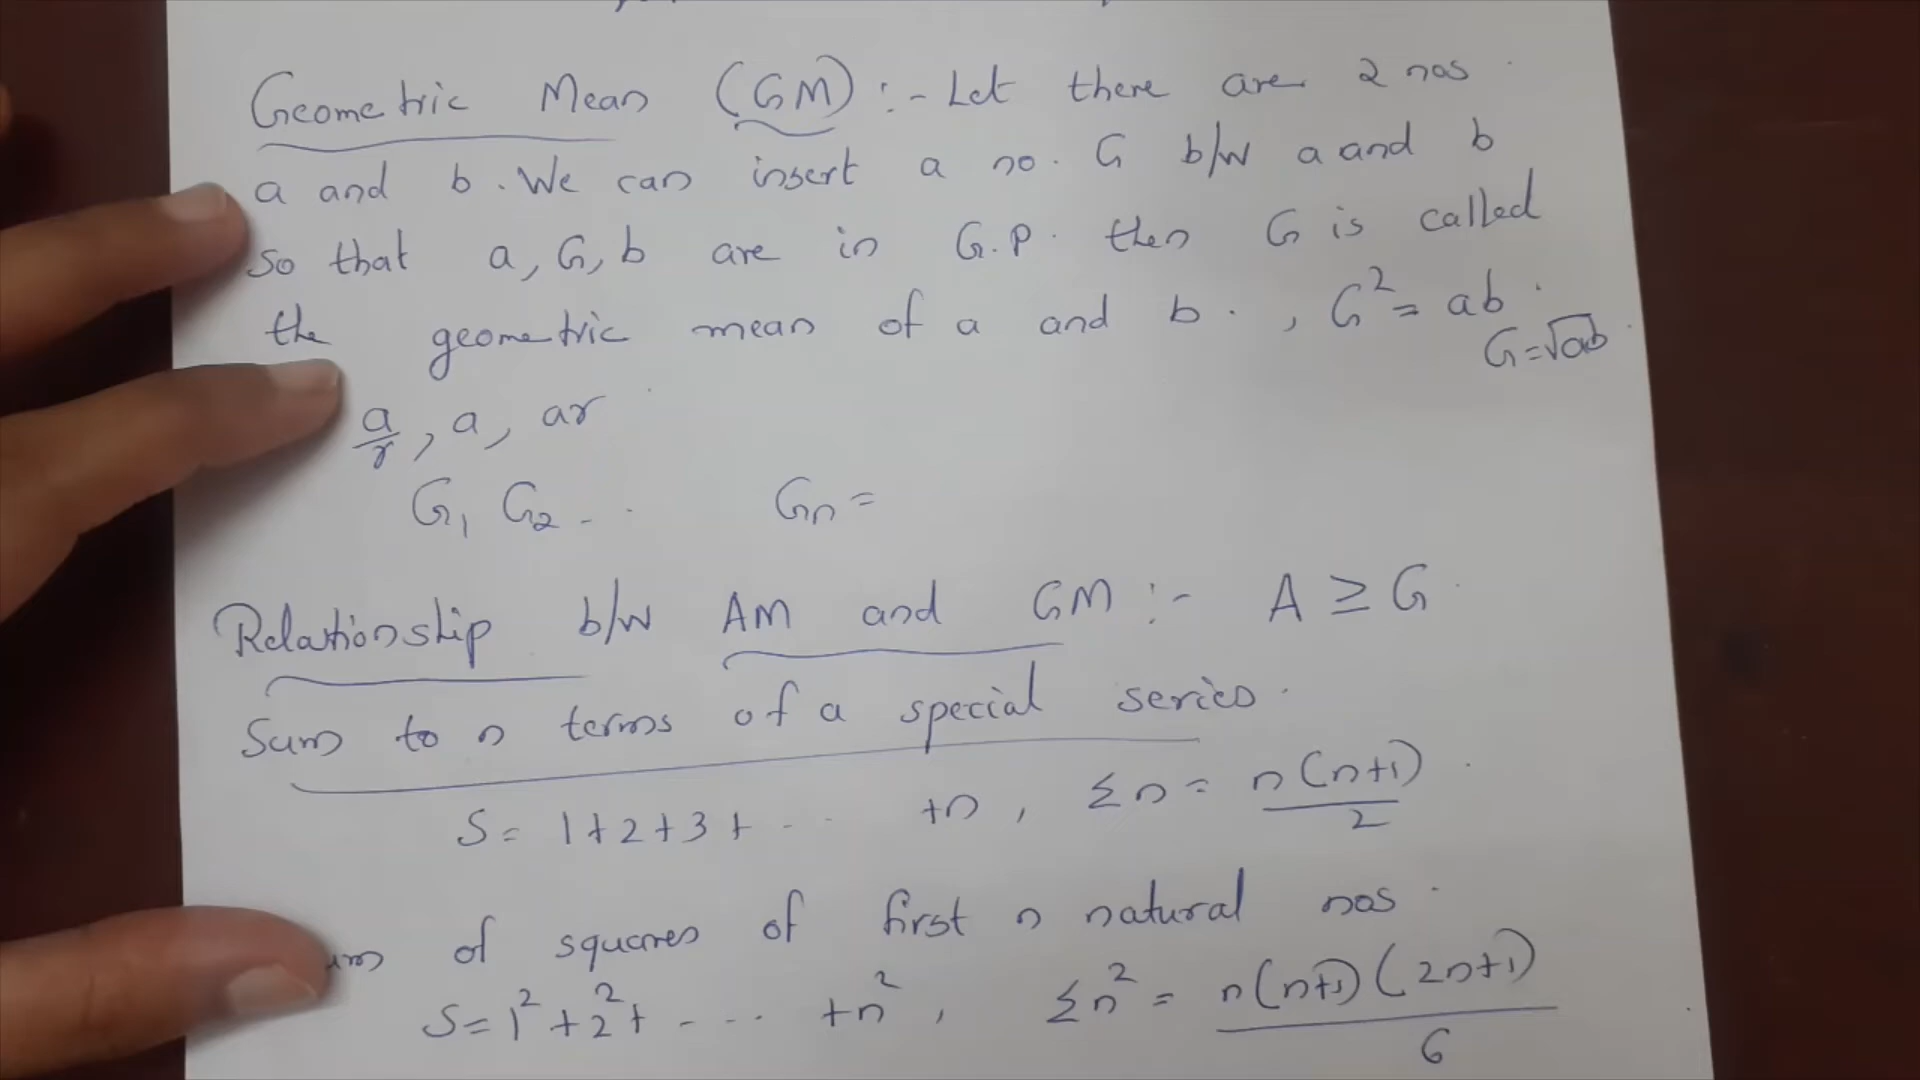 Geometric Mean (GM) :- Let there are 2 nos.
a and b. We can insert a no. G b/w a and b
so that a, G, b are in G.P. then G is called
the geometric mean of a and b. , G² = ab.
G = √ab.
a/r, a, ar
G₁ G₂ - .. Gn =
Relationship b/w AM and GM :- A ≥ G.
Sum to n terms of a special series.
S = 1+2+3+ - ... +n , Σn = n(n+1)/2 .
of squares of first n natural nos.
S = 1² + 2² + - ... +n² , Σn² = n(n+1)(2n+1)/6